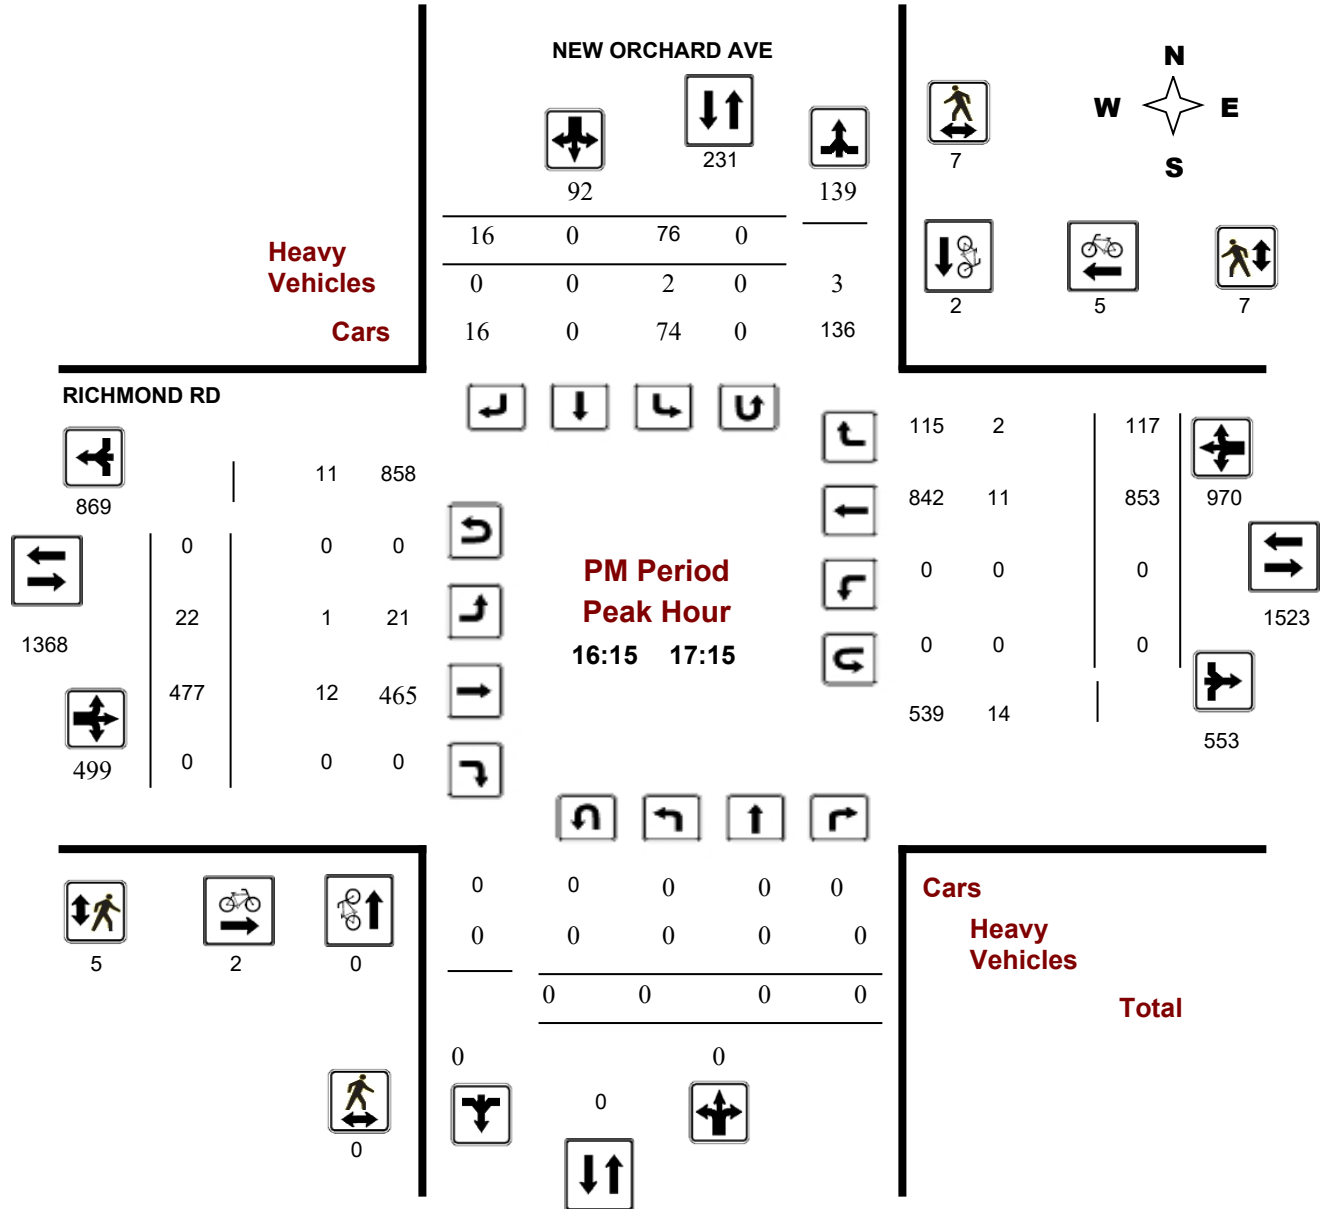 NEW ORCHARD AVE
N
W E
S
231
92 139
7
16 0 76 0
Heavy
Vehicles
0 0 2 0 3
Cars
16 0 74 0 136
2 5 7
RICHMOND RD
115 2 117
11 858
869
842 11 853 970
0 0 0
0 0 0
22 1 21
1368
PM Period
Peak Hour
16:15 17:15
1523
0 0 0
477 12 465
539 14
553
499 0 0 0
0 0 0 0 0
Cars
0 0 0 0 0
Heavy
Vehicles
5 2 0
0 0 0 0
Total
0 0
0
0